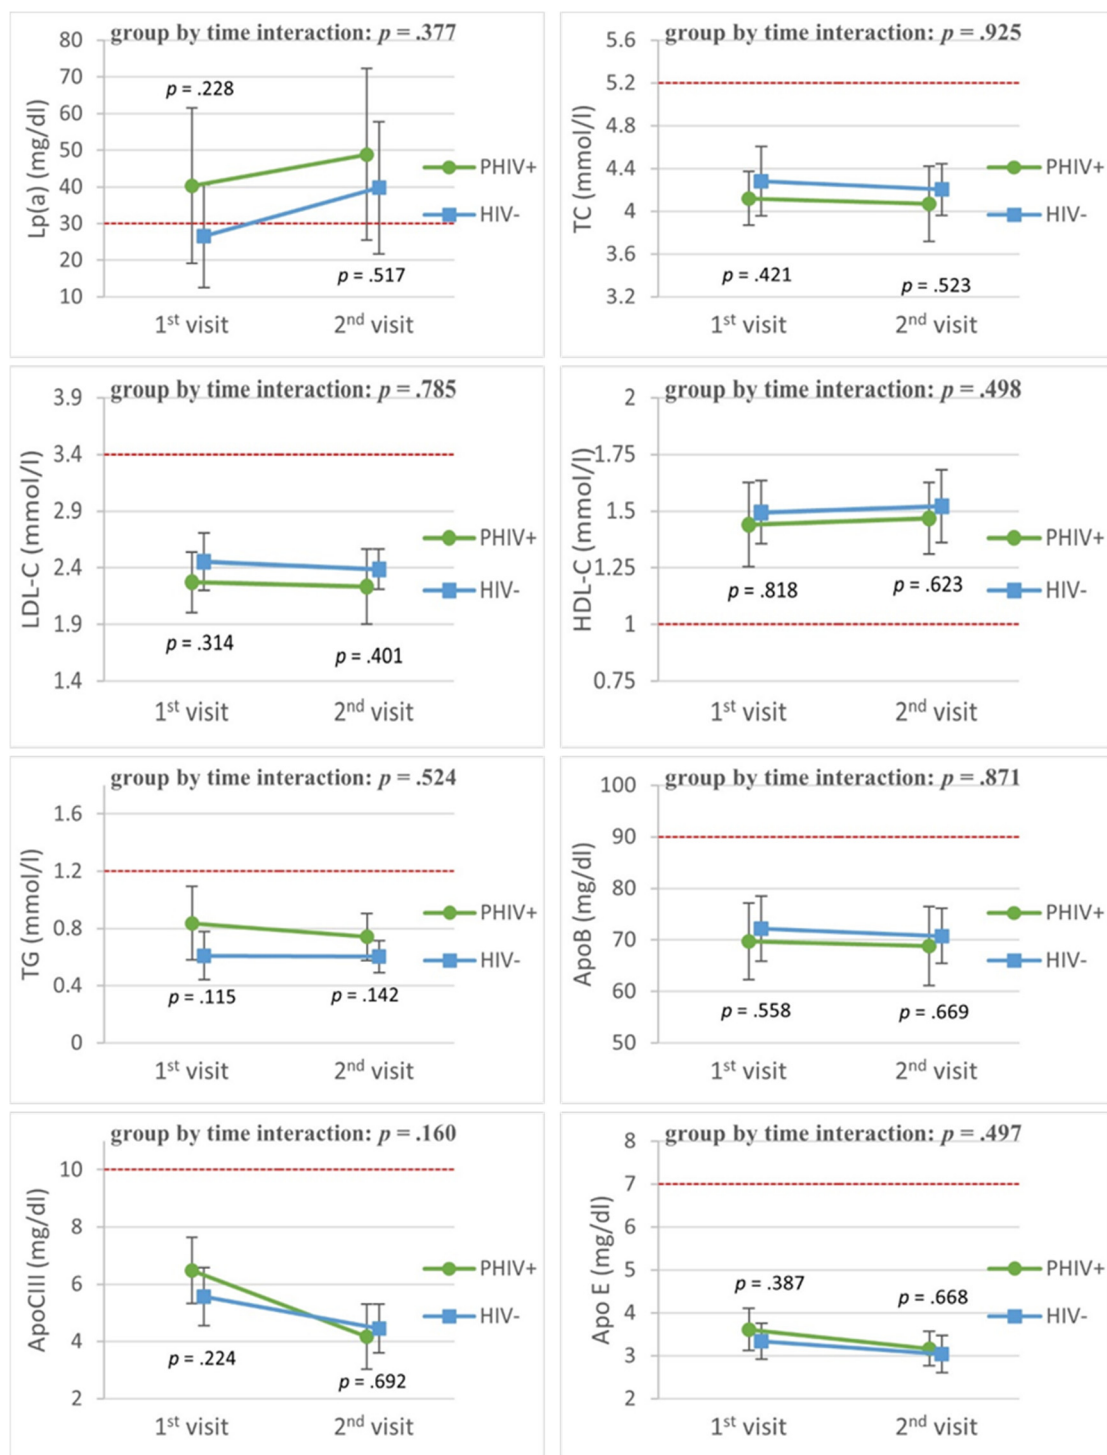 group by time interaction: p = .377
80
70
60
50
40
30
20
10
Lp(a) (mg/dl)
p = .228
p = .517
PHIV+
HIV-
1st visit
2nd visit
group by time interaction: p = .925
5.6
5.2
4.8
4.4
4
3.6
3.2
TC (mmol/l)
p = .421
p = .523
PHIV+
HIV-
1st visit
2nd visit
group by time interaction: p = .785
3.9
3.4
2.9
2.4
1.9
1.4
LDL-C (mmol/l)
p = .314
p = .401
PHIV+
HIV-
1st visit
2nd visit
group by time interaction: p = .498
2
1.75
1.5
1.25
1
0.75
HDL-C (mmol/l)
p = .818
p = .623
PHIV+
HIV-
1st visit
2nd visit
group by time interaction: p = .524
1.6
1.2
0.8
0.4
0
TG (mmol/l)
p = .115
p = .142
PHIV+
HIV-
1st visit
2nd visit
group by time interaction: p = .871
100
90
80
70
60
50
ApoB (mg/dl)
p = .558
p = .669
PHIV+
HIV-
1st visit
2nd visit
group by time interaction: p = .160
10
8
6
4
2
ApoCIII (mg/dl)
p = .224
p = .692
PHIV+
HIV-
1st visit
2nd visit
group by time interaction: p = .497
8
7
6
5
4
3
2
Apo E (mg/dl)
p = .387
p = .668
PHIV+
HIV-
1st visit
2nd visit